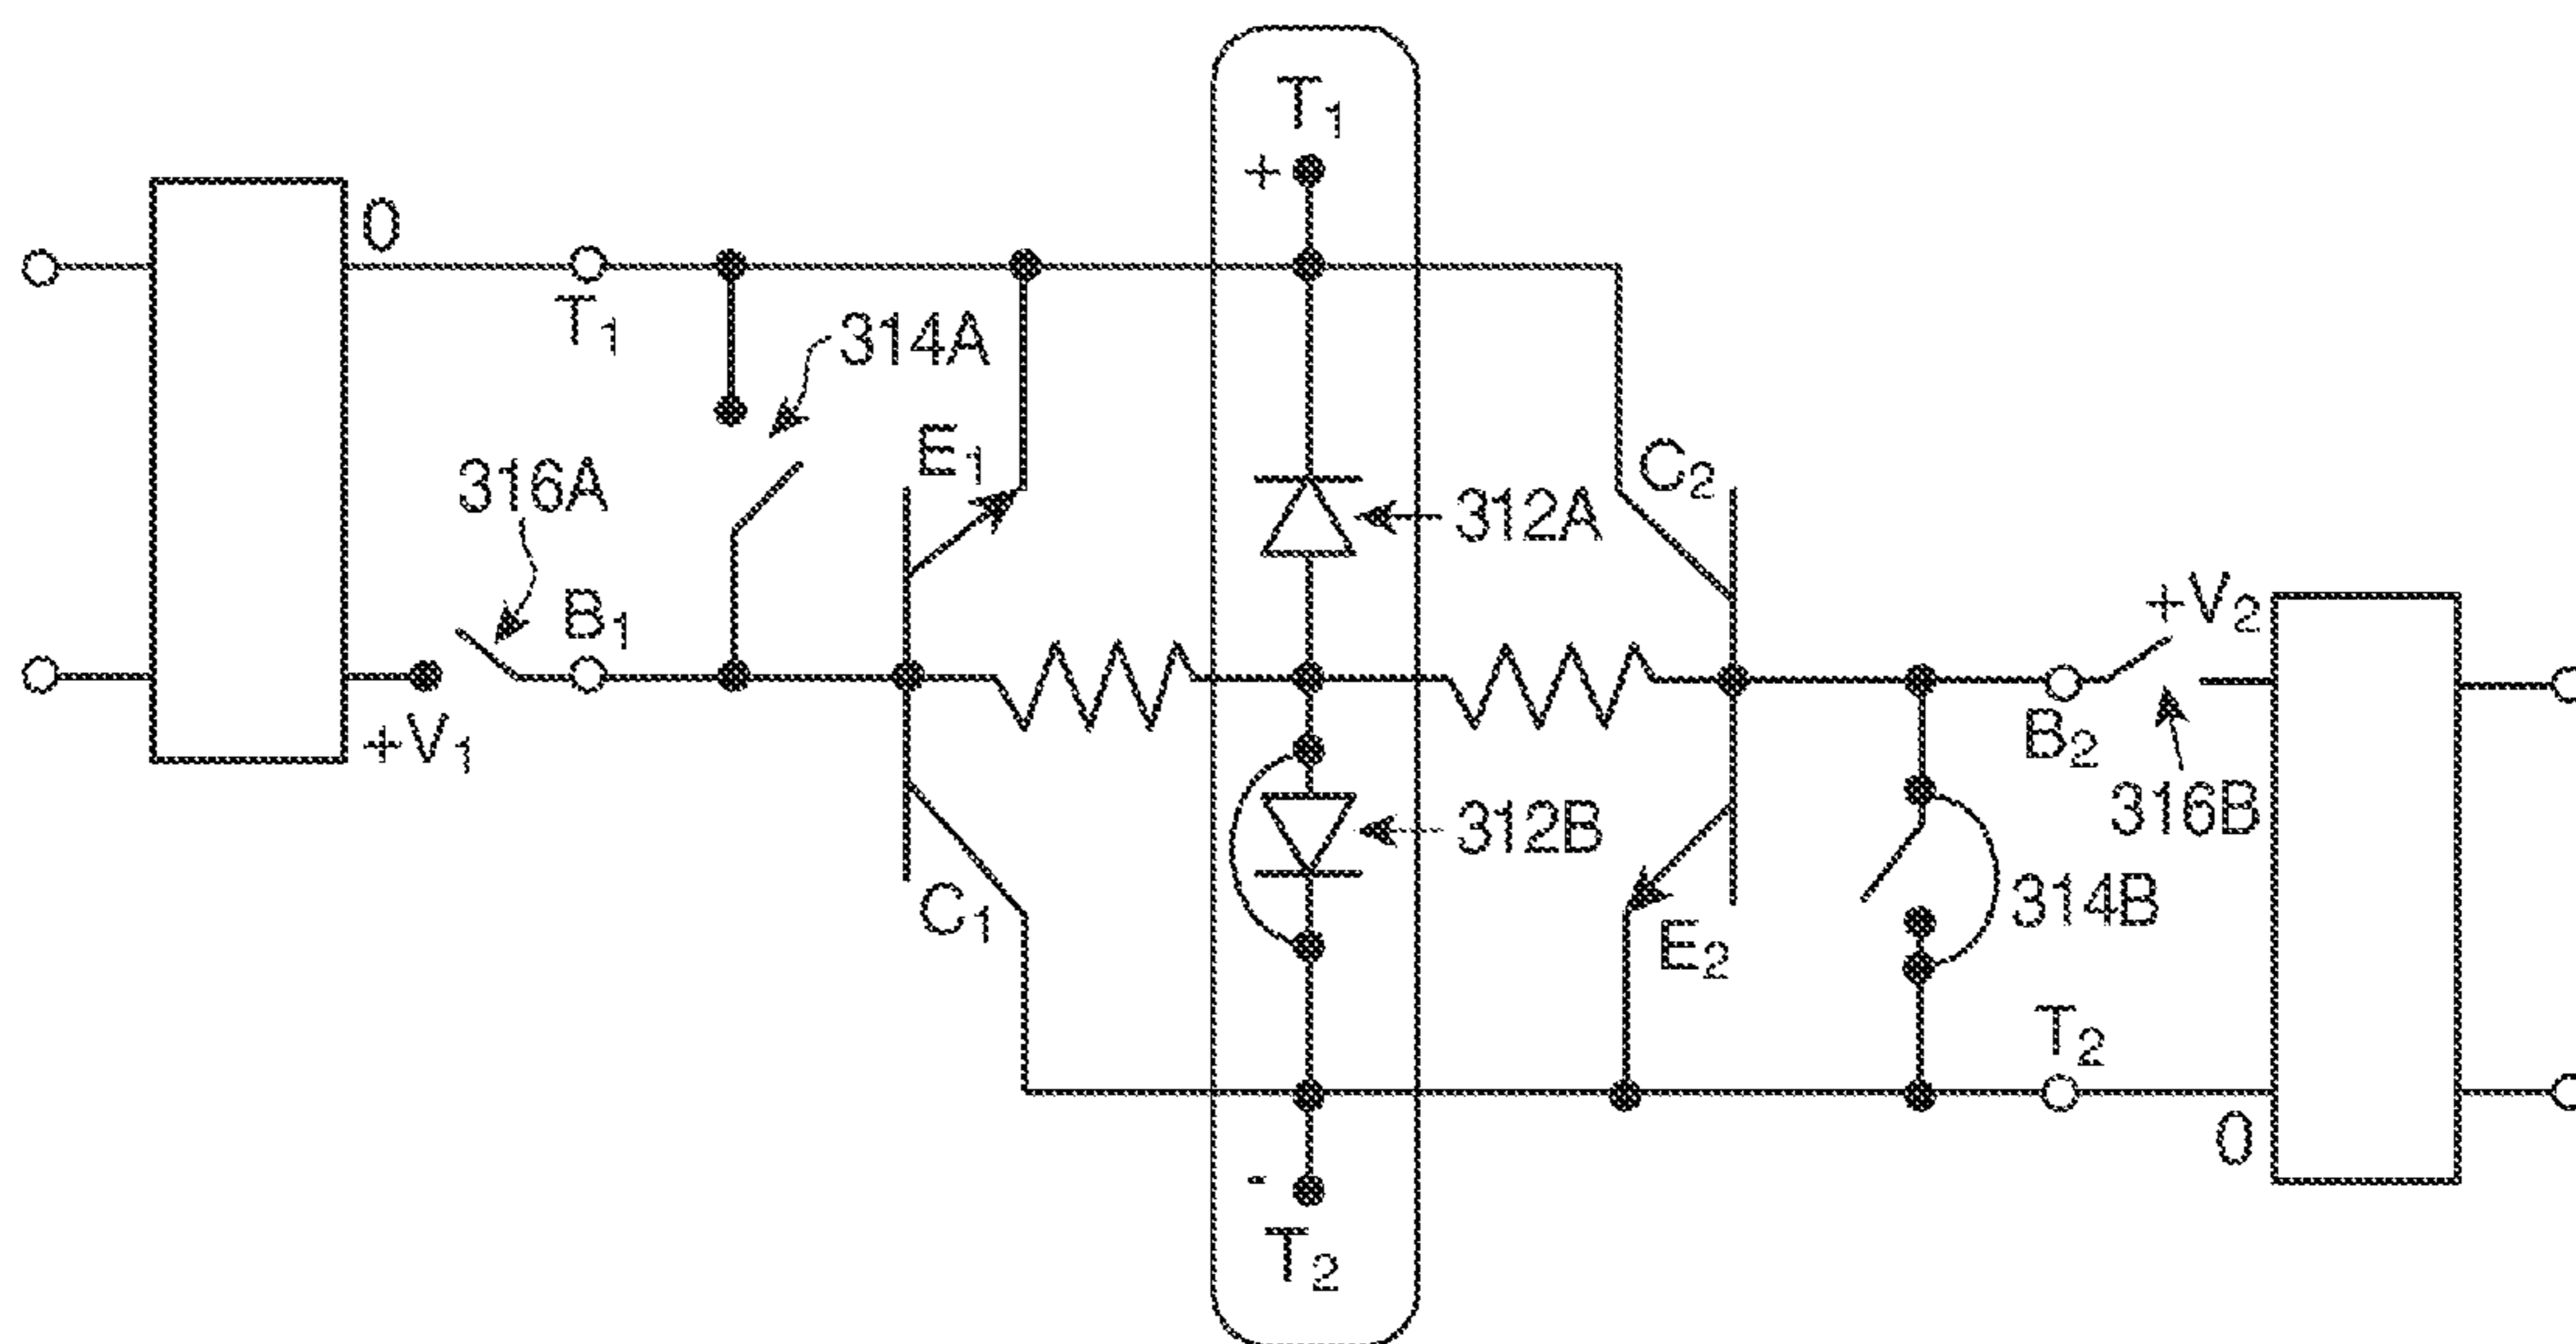 T₁
+
0
T₁
314A
E₁
316A
C₂
312A
B₁
+V₂
+V₁
B₂
316B
312B
C₁
314B
E₂
T₂
0
-
T₂